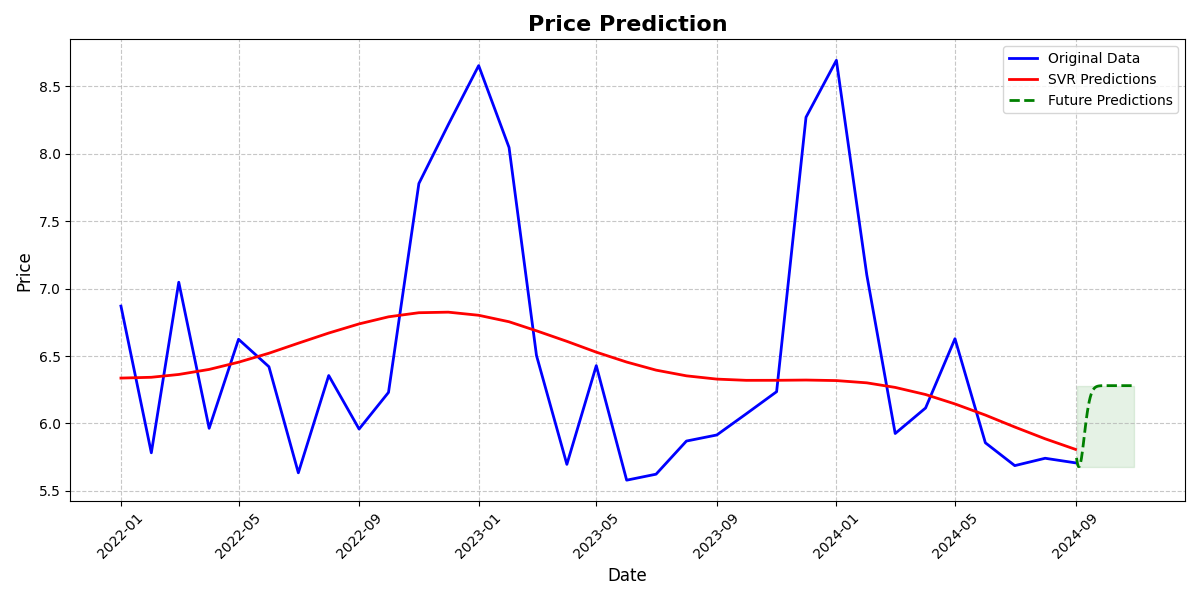 Price Prediction
Original Data
SVR Predictions
Future Predictions
Price
8.5
8.0
7.5
7.0
6.5
6.0
5.5
2022-01
2022-05
2022-09
2023-01
2023-05
2023-09
2024-01
2024-05
2024-09
Date